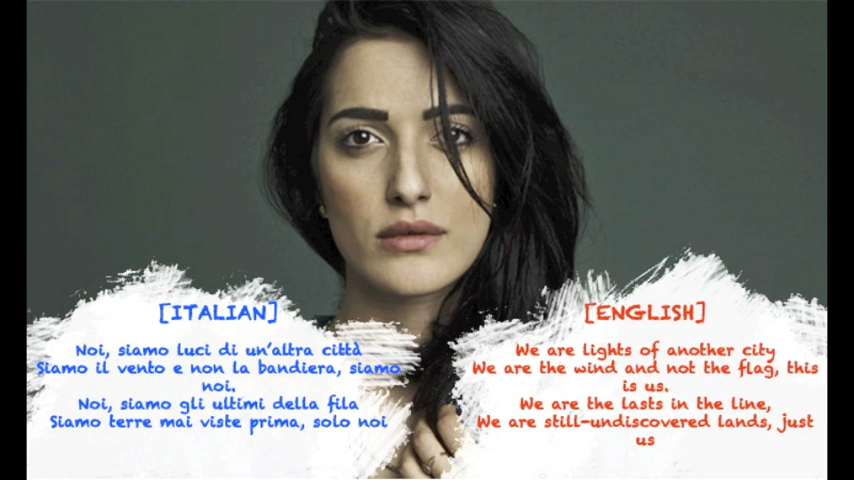 [ITALIAN]
Noi, siamo luci di un'altra città
Siamo il vento e non la bandiera, siamo
noi.
Noi, siamo gli ultimi della fila
Siamo terre mai viste prima, solo noi
[ENGLISH]
We are lights of another city
We are the wind and not the flag, this
is us.
We are the lasts in the line,
We are still-undiscovered lands, just
us